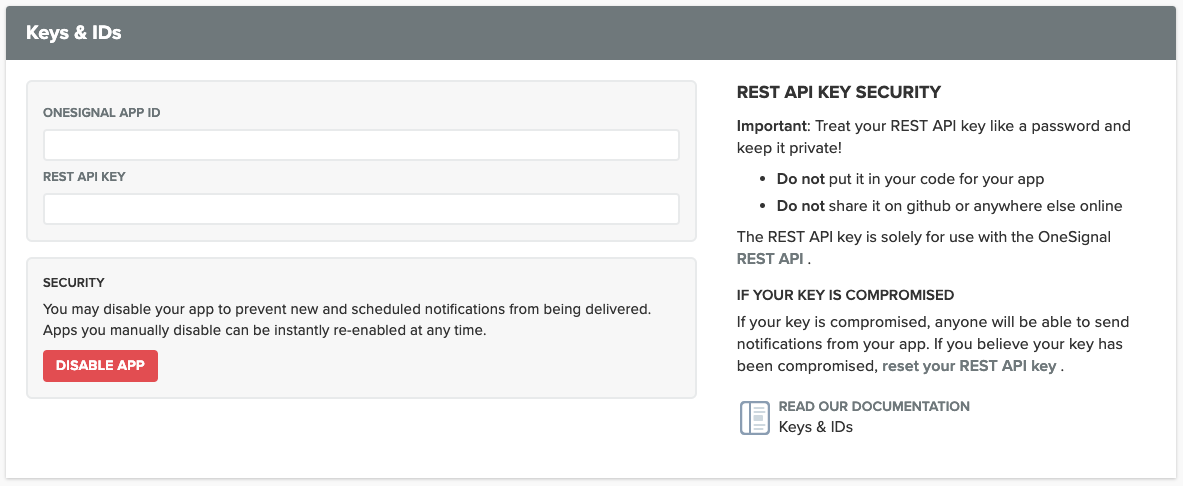 Keys & IDs
ONESIGNAL APP ID
REST API KEY
SECURITY
You may disable your app to prevent new and scheduled notifications from being delivered.
Apps you manually disable can be instantly re-enabled at any time.
DISABLE APP
REST API KEY SECURITY
Important: Treat your REST API key like a password and
keep it private!
• Do not put it in your code for your app
• Do not share it on github or anywhere else online
The REST API key is solely for use with the OneSignal
REST API .
IF YOUR KEY IS COMPROMISED
If your key is compromised, anyone will be able to send
notifications from your app. If you believe your key has
been compromised, reset your REST API key .
READ OUR DOCUMENTATION
Keys & IDs